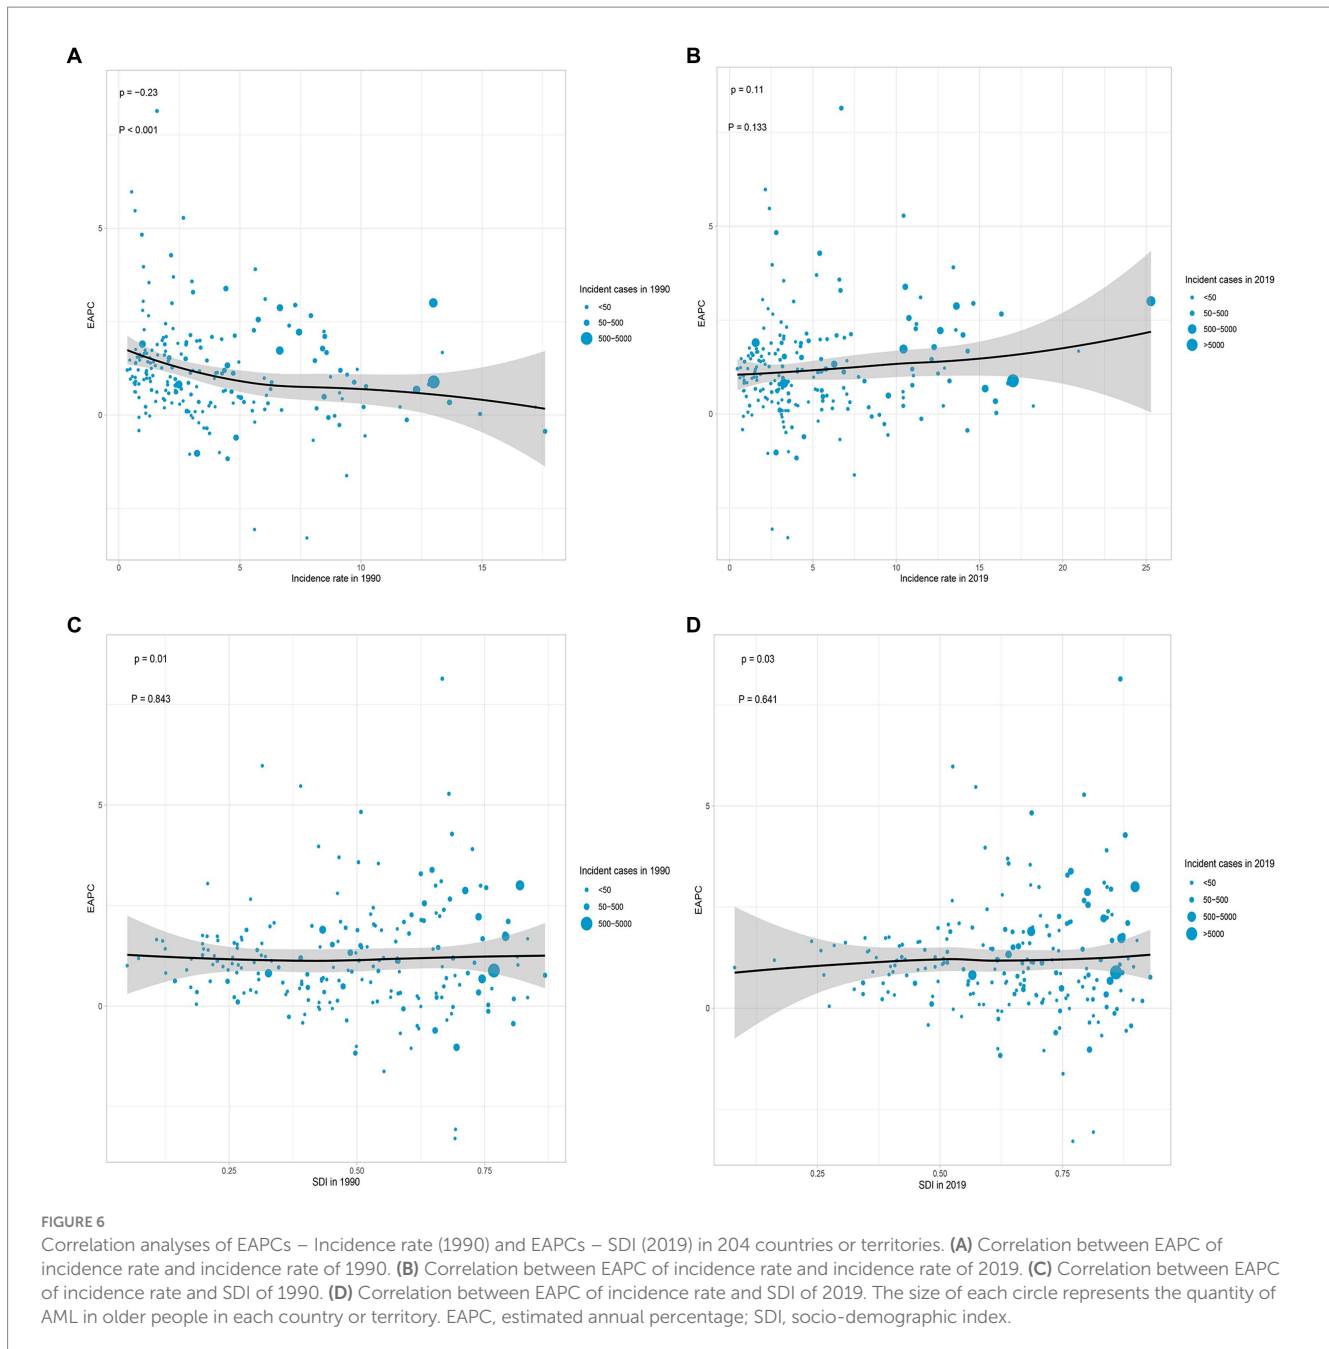 A
p = −0.23
P < 0.001
5
0
EAPC
0 5 10 15
Incidence rate in 1990
Incident cases in 1990
<50
50−500
500−5000
B
p = 0.11
P = 0.133
5
0
EAPC
0 5 10 15 20 25
Incidence rate in 2019
Incident cases in 2019
<50
50−500
500−5000
>5000
C
p = 0.01
P = 0.843
5
0
EAPC
0.25 0.50 0.75
SDI in 1990
Incident cases in 1990
<50
50−500
500−5000
D
p = 0.03
P = 0.641
5
0
EAPC
0.25 0.50 0.75
SDI in 2019
Incident cases in 2019
<50
50−500
500−5000
>5000
FIGURE 6
Correlation analyses of EAPCs – Incidence rate (1990) and EAPCs – SDI (2019) in 204 countries or territories. (A) Correlation between EAPC of
incidence rate and incidence rate of 1990. (B) Correlation between EAPC of incidence rate and incidence rate of 2019. (C) Correlation between EAPC
of incidence rate and SDI of 1990. (D) Correlation between EAPC of incidence rate and SDI of 2019. The size of each circle represents the quantity of
AML in older people in each country or territory. EAPC, estimated annual percentage; SDI, socio-demographic index.